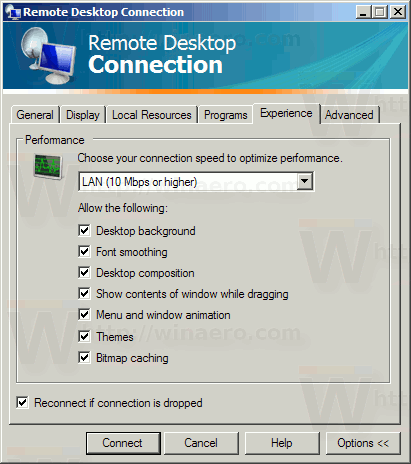 Remote Desktop Connection
Remote Desktop
Connection
General Display Local Resources Programs Experience Advanced
Performance
Choose your connection speed to optimize performance.
LAN (10 Mbps or higher)
Allow the following:
Desktop background
Font smoothing
Desktop composition
Show contents of window while dragging
Menu and window animation
Themes
http://winaero.com
Bitmap caching
Reconnect if connection is dropped
Connect Cancel Help Options <<